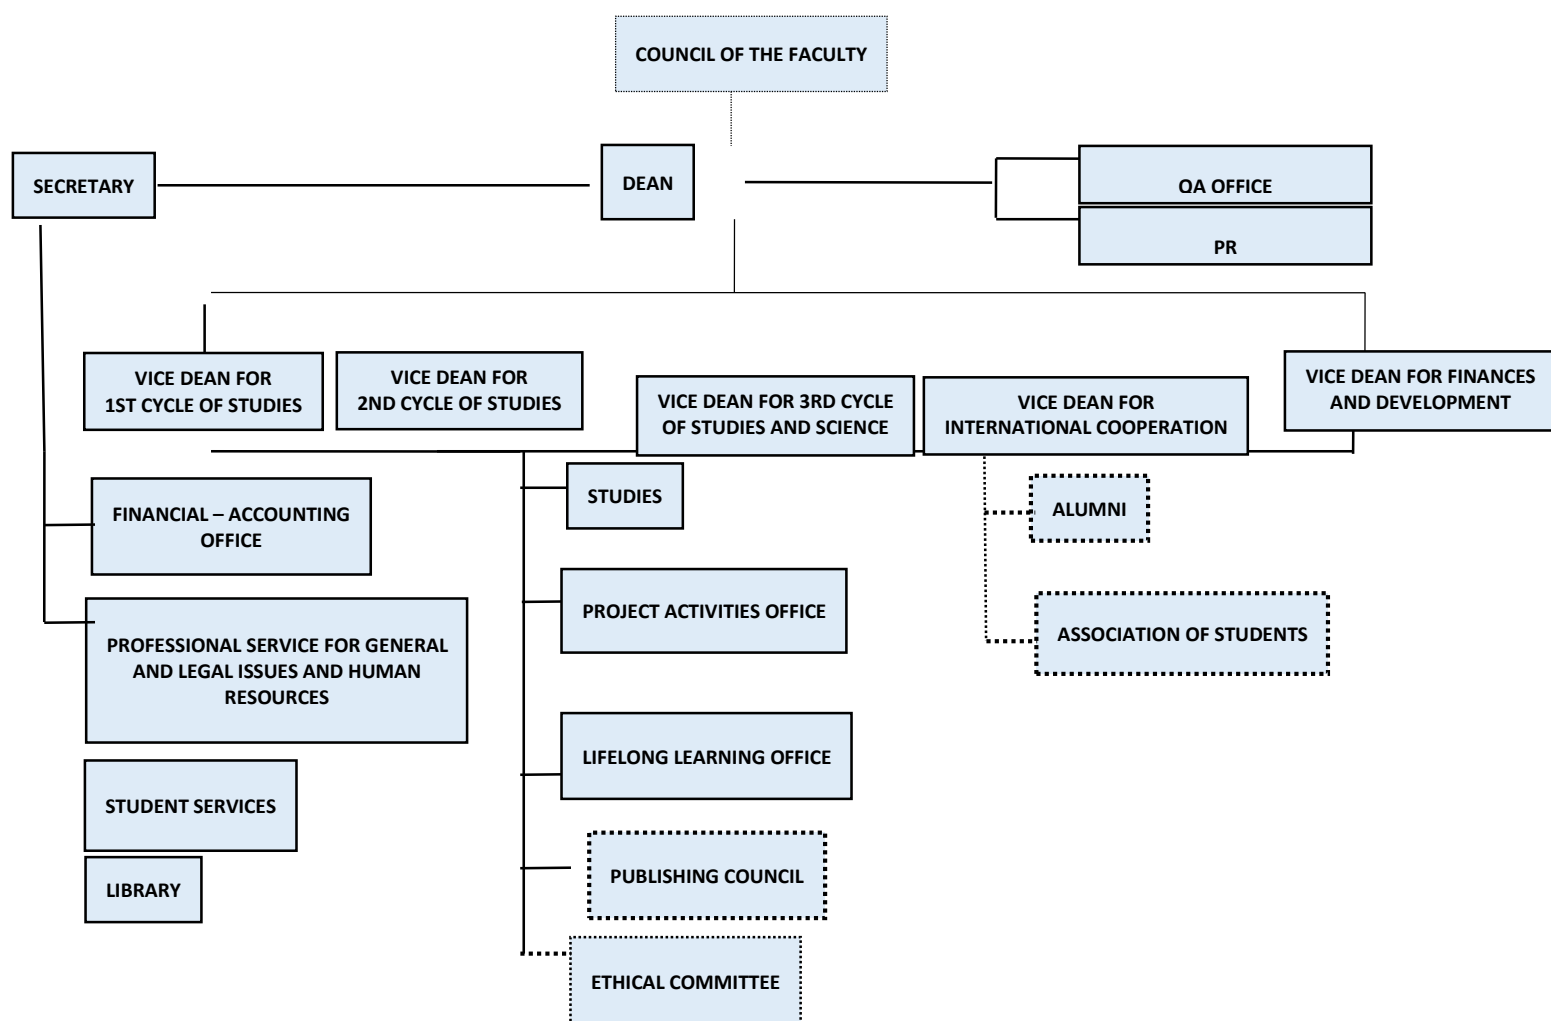 COUNCIL OF THE FACULTY
SECRETARY
DEAN
QA OFFICE
PR
VICE DEAN FOR
1ST CYCLE OF STUDIES
VICE DEAN FOR
2ND CYCLE OF STUDIES
VICE DEAN FOR 3RD CYCLE
OF STUDIES AND SCIENCE
VICE DEAN FOR
INTERNATIONAL COOPERATION
VICE DEAN FOR FINANCES
AND DEVELOPMENT
FINANCIAL – ACCOUNTING
OFFICE
PROFESSIONAL SERVICE FOR GENERAL
AND LEGAL ISSUES AND HUMAN
RESOURCES
STUDENT SERVICES
LIBRARY
STUDIES
PROJECT ACTIVITIES OFFICE
LIFELONG LEARNING OFFICE
PUBLISHING COUNCIL
ETHICAL COMMITTEE
ALUMNI
ASSOCIATION OF STUDENTS